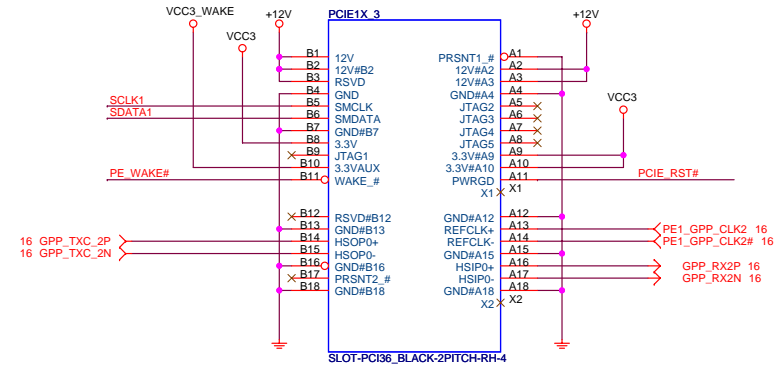 VCC3_WAKE
+12V
PCIE1X_3
+12V
VCC3
B1 12V PRSNT1_# A1
B2 12V#B2 12V#A2 A2
B3 RSVD 12V#A3 A3
B4 GND GND#A4 A4
VCC3
SCLK1 B5 SMCLK JTAG2 A5
SDATA1 B6 SMDATA JTAG3 A6
B7 GND#B7 JTAG4 A7
B8 3.3V JTAG5 A8
B9 JTAG1 3.3V#A9 A9
B10 3.3VAUX 3.3V#A10 A10
PE_WAKE# B11 WAKE_# PWRGD A11 PCIE_RST#
X1 X1
B12 RSVD#B12 GND#A12 A12
B13 GND#B13 REFCLK+ A13 PE1_GPP_CLK2 16
16 GPP_TXC_2P B14 HSOP0+ REFCLK- A14 PE1_GPP_CLK2# 16
16 GPP_TXC_2N B15 HSOP0- GND#A15 A15
B16 GND#B16 HSIP0+ A16 GPP_RX2P 16
B17 PRSNT2_# HSIP0- A17 GPP_RX2N 16
B18 GND#B18 GND#A18 A18
X2 X2
SLOT-PCI36_BLACK-2PITCH-RH-4